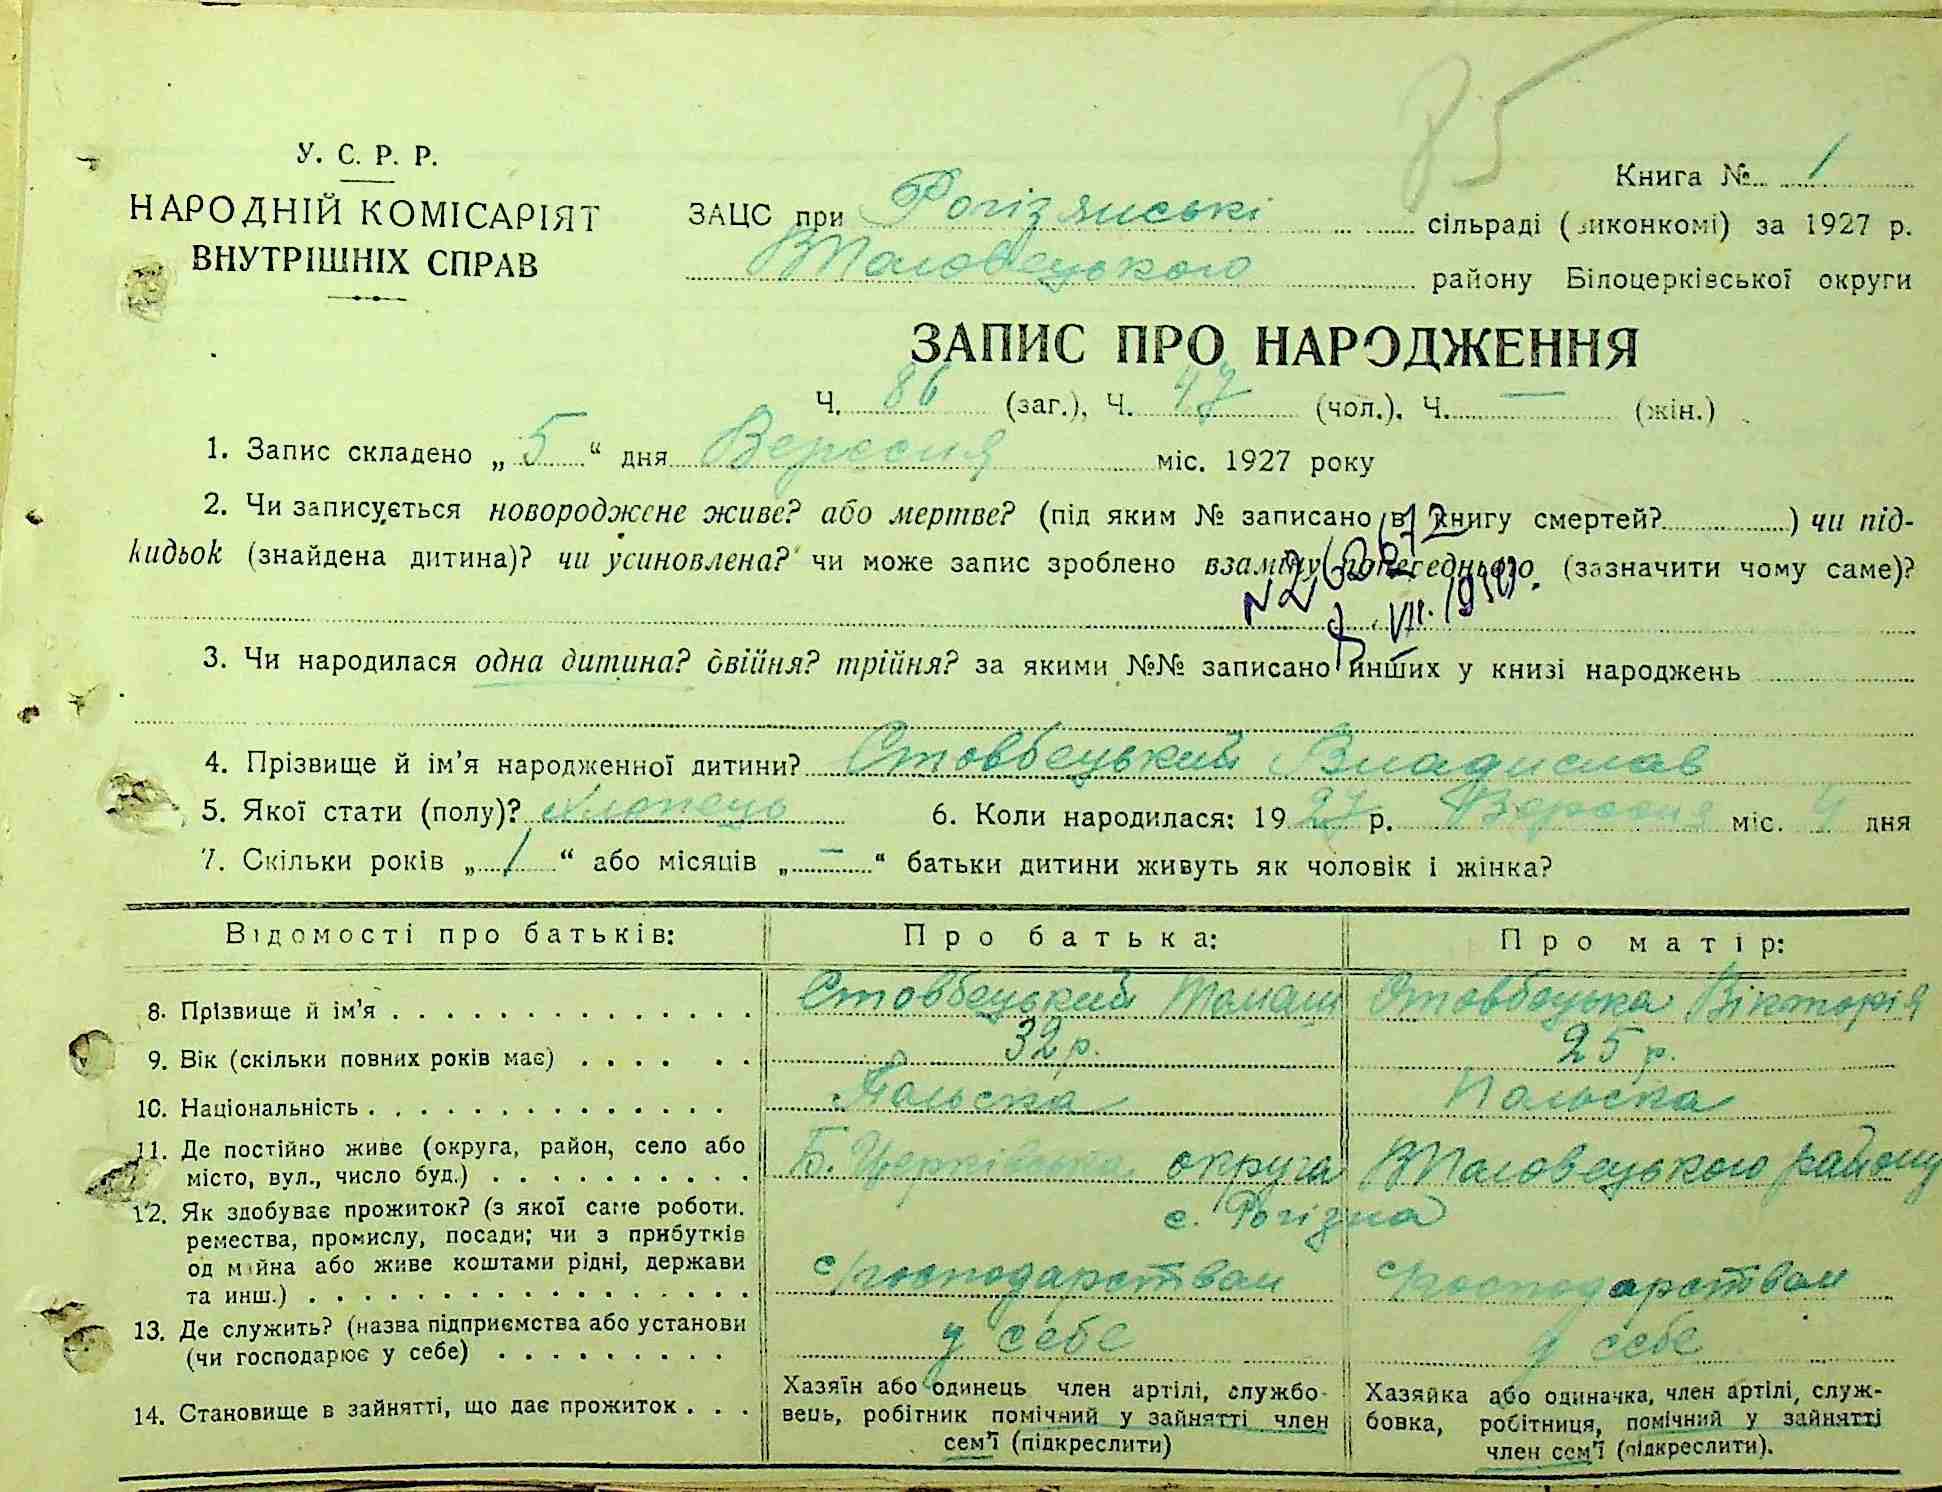 85
У. С. Р. Р.
НАРОДНІЙ КОМІСАРІЯТ
ВНУТРІШНІХ СПРАВ
Книга № 1
ЗАЦС при Рогізянські сільраді (виконкомі) за 1927 р.
району Білоцерківської округи
ЗАПИС ПРО НАРОДЖЕННЯ
Ч. 86 (заг.), Ч. 47 (чол.), Ч. — (жін.)
1. Запис складено „ 5 “ дня Вересня міс. 1927 року
2. Чи записується новороджене живе? або мертве? (під яким № записано в книгу смертей? ) чи під-
кидьок (знайдена дитина)? чи усиновлена? чи може запис зроблено взаміну попереднього (зазначити чому саме)?
3. Чи народилася одна дитина? двійня? трійня? за якими №№ записано инших у книзі народжень
4. Прізвище й ім'я народженної дитини? Стовбецький Владислав
5. Якої стати (полу)? хлопець 6. Коли народилася: 1927 р. Вересня міс. 4 дня
7. Скільки років „ 1 “ або місяців „ — “ батьки дитини живуть як чоловік і жінка?
Відомості про батьків: Про батька: Про матір:
8. Прізвище й ім'я Стовбецький Томаш Стовбецька Вікторія
9. Вік (скільки повних років має) 32 р. 25 р.
10. Національність Польска Польска
11. Де постійно живе (округа, район, село або
місто, вул., число буд.) Б. Церківська округа району
с. Рогізна
12. Як здобуває прожиток? (з якої саме роботи.
ремества, промислу, посади; чи з прибутків
од майна або живе коштами рідні, держави
та инш.) с/господарством с/господарством
13. Де служить? (назва підприємства або установи
(чи господарює у себе) у себе у себе
14. Становище в зайнятті, що дає прожиток
Хазяїн або одинець член артілі, службо-
вець, робітник помічний у зайнятті член
сем'ї (підкреслити)
Хазяйка або одиначка, член артілі, служ-
бовка, робітниця, помічний у зайнятті
член сем'ї (підкреслити).